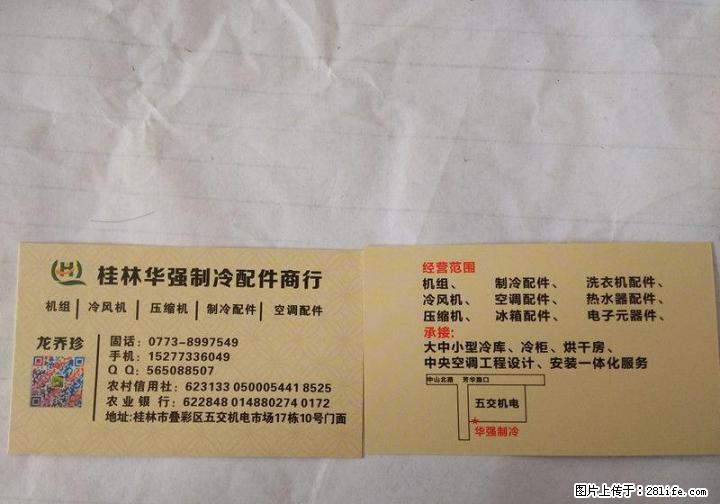 桂林华强制冷配件商行
机组 | 冷风机 | 压缩机 | 制冷配件 | 空调配件
龙乔珍
固话：0773-8997549
手机：15277336049
Q Q：565088507
农村信用社：623133 050005441 8525
农 业 银 行：622848 014880274 0172
地址:桂林市叠彩区五交机电市场17栋10号门面
经营范围
机组、 制冷配件、 洗衣机配件、
冷风机、 空调配件、 热水器配件、
压缩机、 冰箱配件、 电子元器件、
承接:
大中小型冷库、冷柜、烘干房、
中央空调工程设计、安装一体化服务
中山北路 芳华路口
五交机电
华强制冷
图片上传于：281life.com